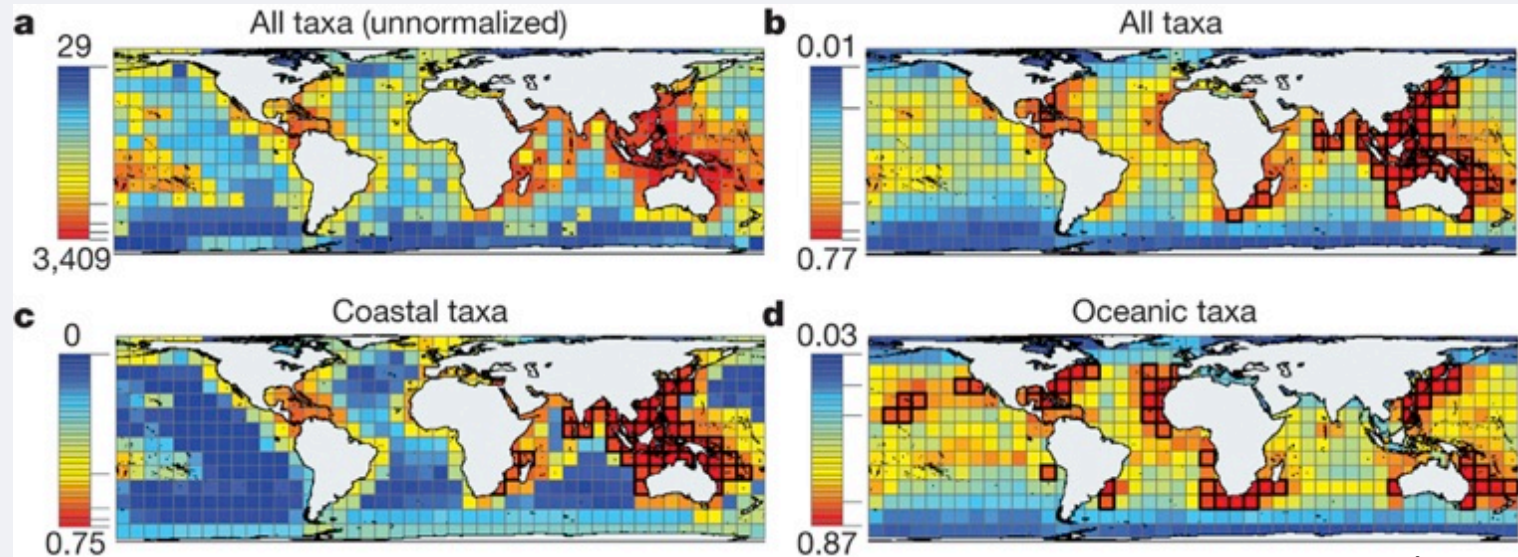 a All taxa (unnormalized)
29
3,409
b All taxa
0.01
0.77
c Coastal taxa
0
0.75
d Oceanic taxa
0.03
0.87